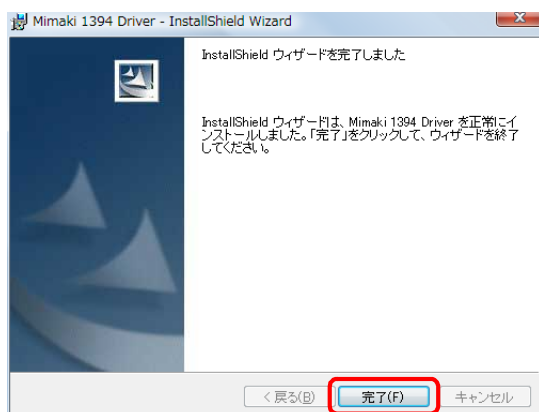 Mimaki 1394 Driver - InstallShield Wizard
InstallShield ウィザードを完了しました
InstallShield ウィザードは、Mimaki 1394 Driver を正常にイ
ンストールしました。「完了」をクリックして、ウィザードを終了
してください。
< 戻る(B) 完了(F) キャンセル